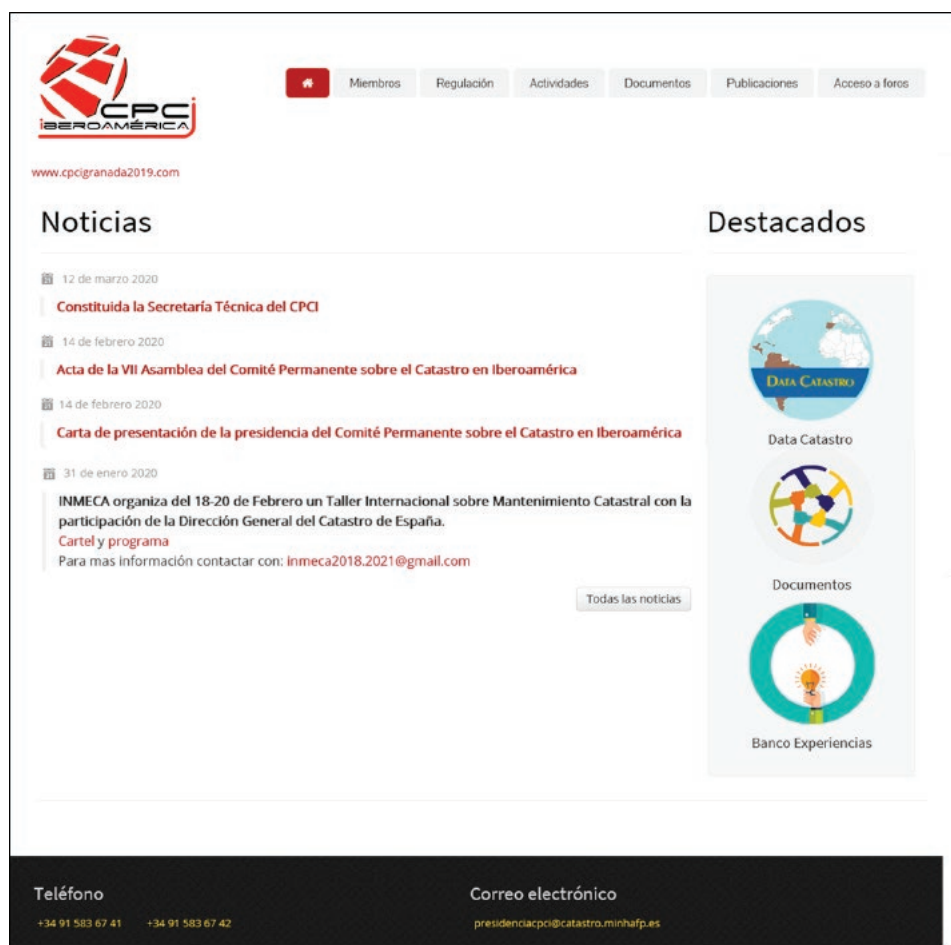 CPCi
iBEROAMÉRICA
Miembros
Regulación
Actividades
Documentos
Publicaciones
Acceso a foros
www.cpcigranada2019.com
Noticias
12 de marzo 2020
Constituida la Secretaría Técnica del CPCI
14 de febrero 2020
Acta de la VII Asamblea del Comité Permanente sobre el Catastro en Iberoamérica
14 de febrero 2020
Carta de presentación de la presidencia del Comité Permanente sobre el Catastro en Iberoamérica
31 de enero 2020
INMECA organiza del 18-20 de Febrero un Taller Internacional sobre Mantenimiento Catastral con la
participación de la Dirección General del Catastro de España.
Cartel y programa
Para mas información contactar con: inmeca2018.2021@gmail.com
Todas las noticias
Destacados
DATA CATASTRO
Data Catastro
Documentos
Banco Experiencias
Teléfono
+34 91 583 67 41 +34 91 583 67 42
Correo electrónico
presidenciacpci@catastro.minhafp.es